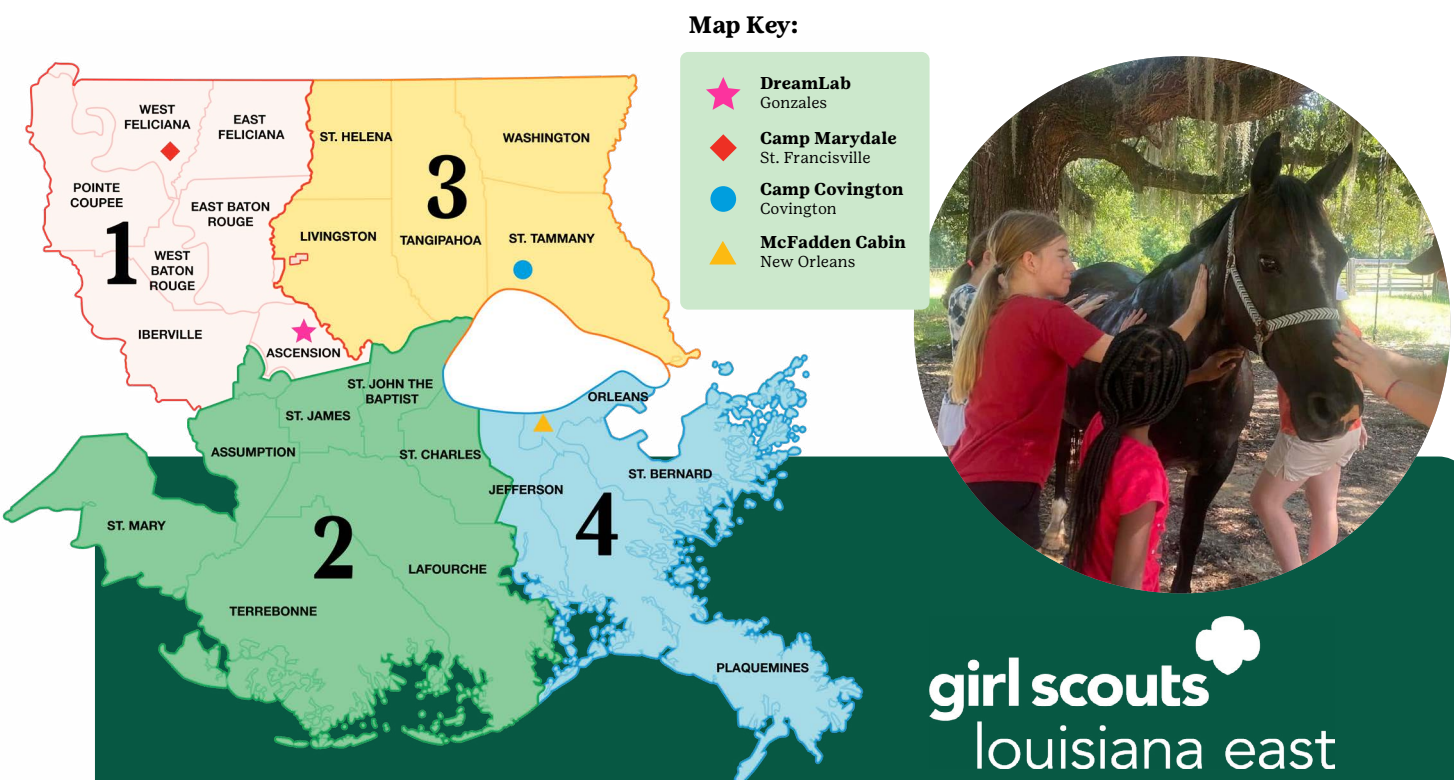 Map Key:
DreamLab
Gonzales
Camp Marydale
St. Francisville
Camp Covington
Covington
McFadden Cabin
New Orleans
WEST
FELICIANA
EAST
FELICIANA
POINTE
COUPEE
EAST BATON
ROUGE
1
WEST
BATON
ROUGE
IBERVILLE
ASCENSION
ST. HELENA
WASHINGTON
3
LIVINGSTON
TANGIPAHOA
ST. TAMMANY
ST. JOHN THE
BAPTIST
ST. JAMES
ASSUMPTION
ST. CHARLES
ST. MARY
2
LAFOURCHE
TERREBONNE
ORLEANS
ST. BERNARD
JEFFERSON
4
PLAQUEMINES
girl scouts
louisiana east